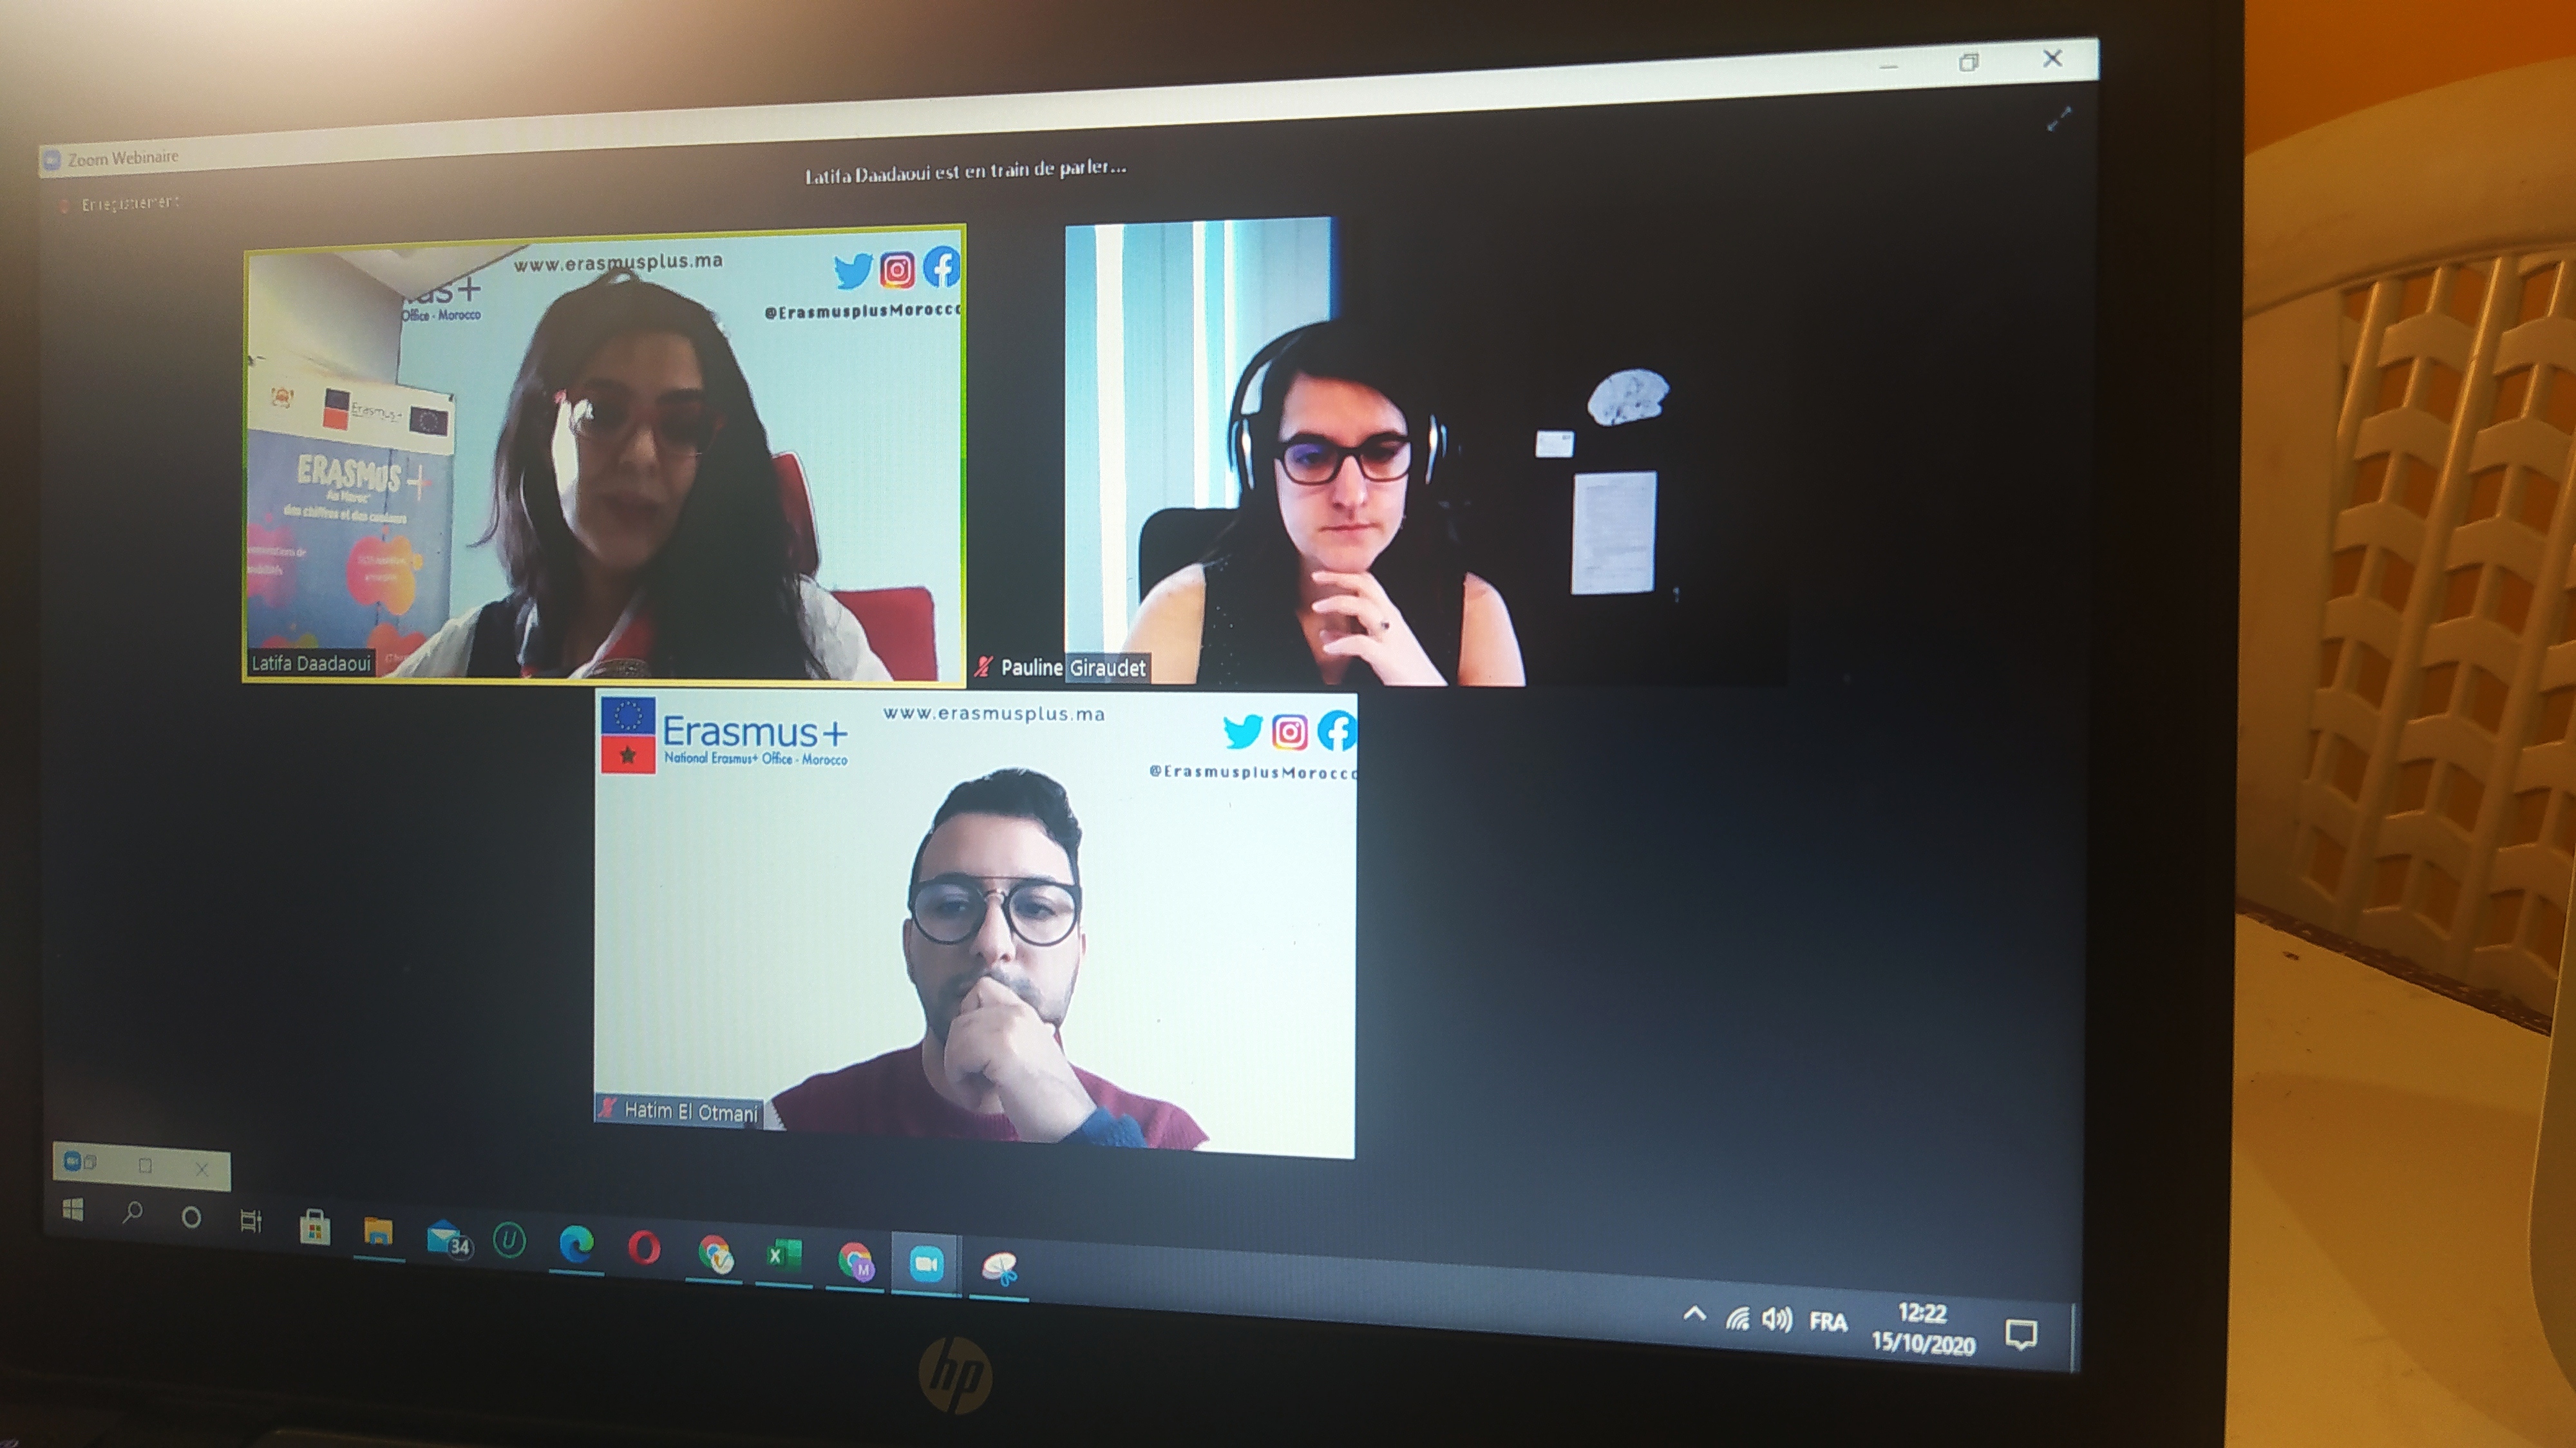 Zoom Webinaire
Latifa Daadaoui est en train de parler...
Enregistrement
www.erasmusplus.ma
us+
Office - Morocco
@ErasmusplusMorocc
Erasmus+
ERASMUS +
Au Maroc
des chiffres et des couleurs
Latifa Daadaoui
Pauline Giraudet
Erasmus+
National Erasmus+ Office - Morocco
www.erasmusplus.ma
@ErasmusplusMorocc
Hatim El Otmani
34
M
FRA
12:22
15/10/2020
hp